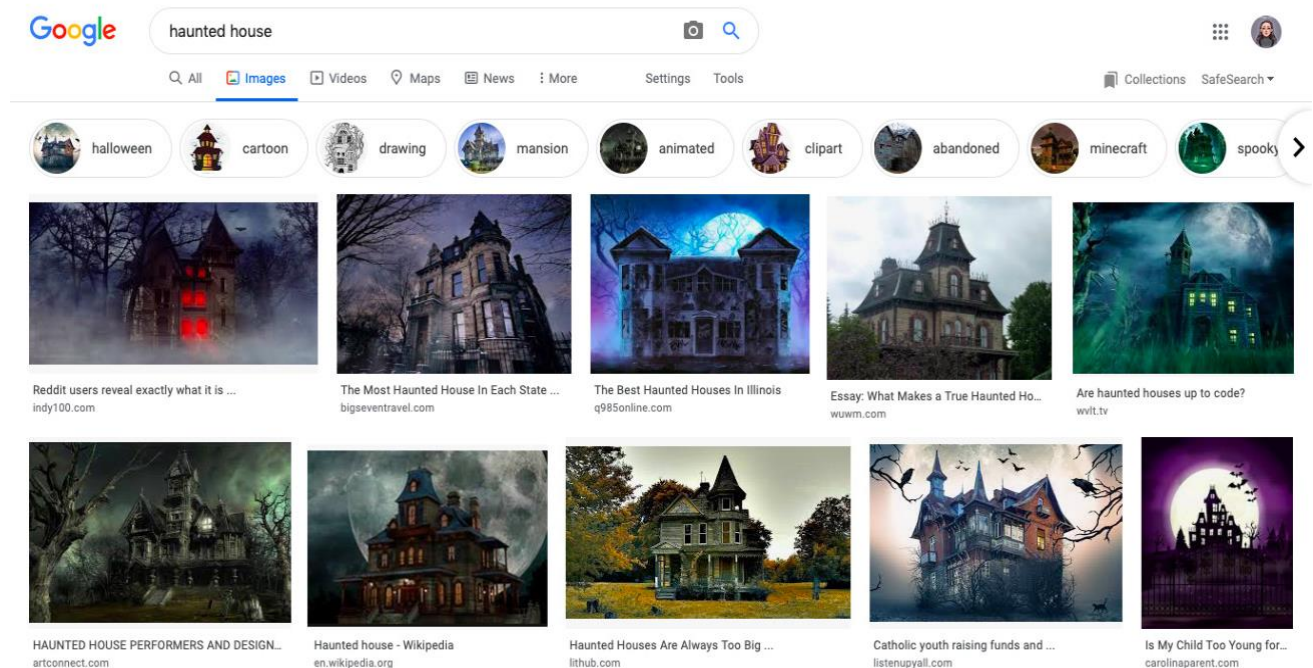 Google
haunted house
All Images Videos Maps News More Settings Tools Collections SafeSearch
halloween cartoon drawing mansion animated clipart abandoned minecraft spooky
Reddit users reveal exactly what it is ...
indy100.com
The Most Haunted House In Each State ...
bigseventravel.com
The Best Haunted Houses In Illinois
q985online.com
Essay: What Makes a True Haunted Ho...
wuwm.com
Are haunted houses up to code?
wvlt.tv
HAUNTED HOUSE PERFORMERS AND DESIGN...
artconnect.com
Haunted house - Wikipedia
en.wikipedia.org
Haunted Houses Are Always Too Big ...
lithub.com
Catholic youth raising funds and ...
listenupyall.com
Is My Child Too Young for...
carolinaparent.com